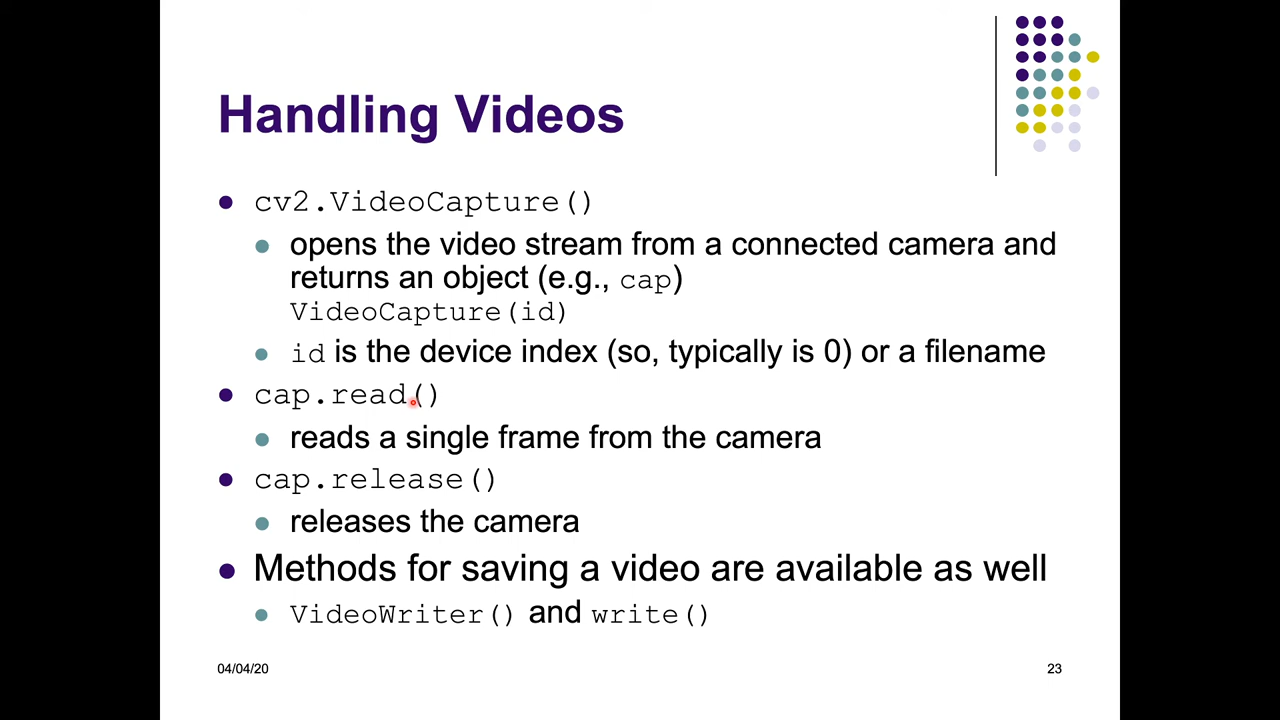 Handling Videos
cv2.VideoCapture()
opens the video stream from a connected camera and
returns an object (e.g., cap)
VideoCapture(id)
id is the device index (so, typically is 0) or a filename
cap.read()
reads a single frame from the camera
cap.release()
releases the camera
Methods for saving a video are available as well
VideoWriter() and write()
04/04/20
23